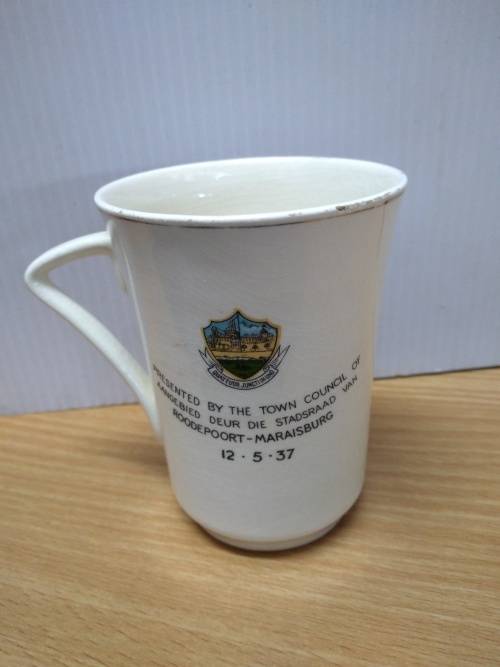 PRESENTED BY THE TOWN COUNCIL OF
AANGEBIED DEUR DIE STADSRAAD VAN
ROODEPOORT-MARAISBURG
12 · 5 · 37